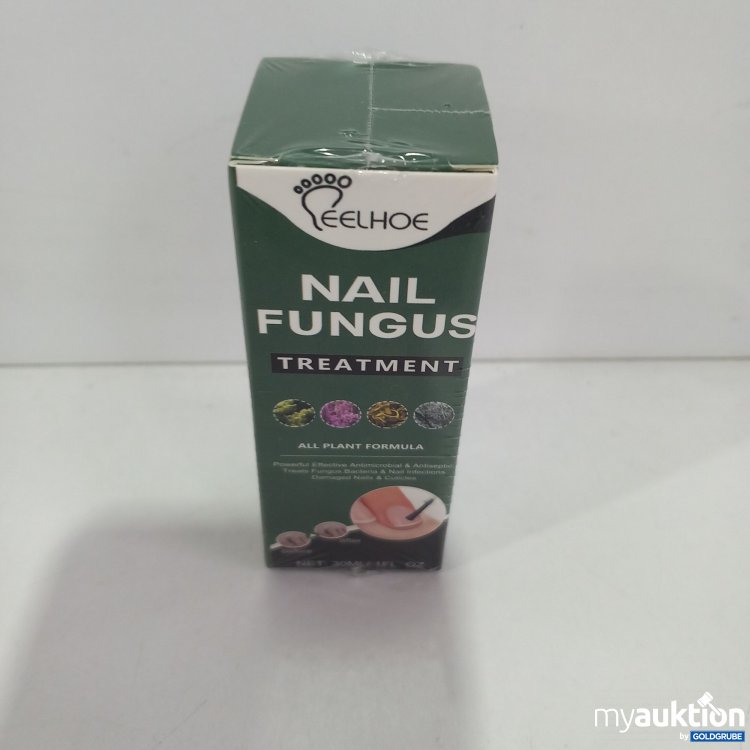 EELHOE
NAIL
FUNGUS
TREATMENT
ALL PLANT FORMULA
Powerful Effective Antimicrobial & Antiseptic
Treats Fungus Bacteria & Nail Infections
Damaged Nails & Cuticles
After
NET 30ML/1FL OZ
myauktion
by GOLDGRUBE